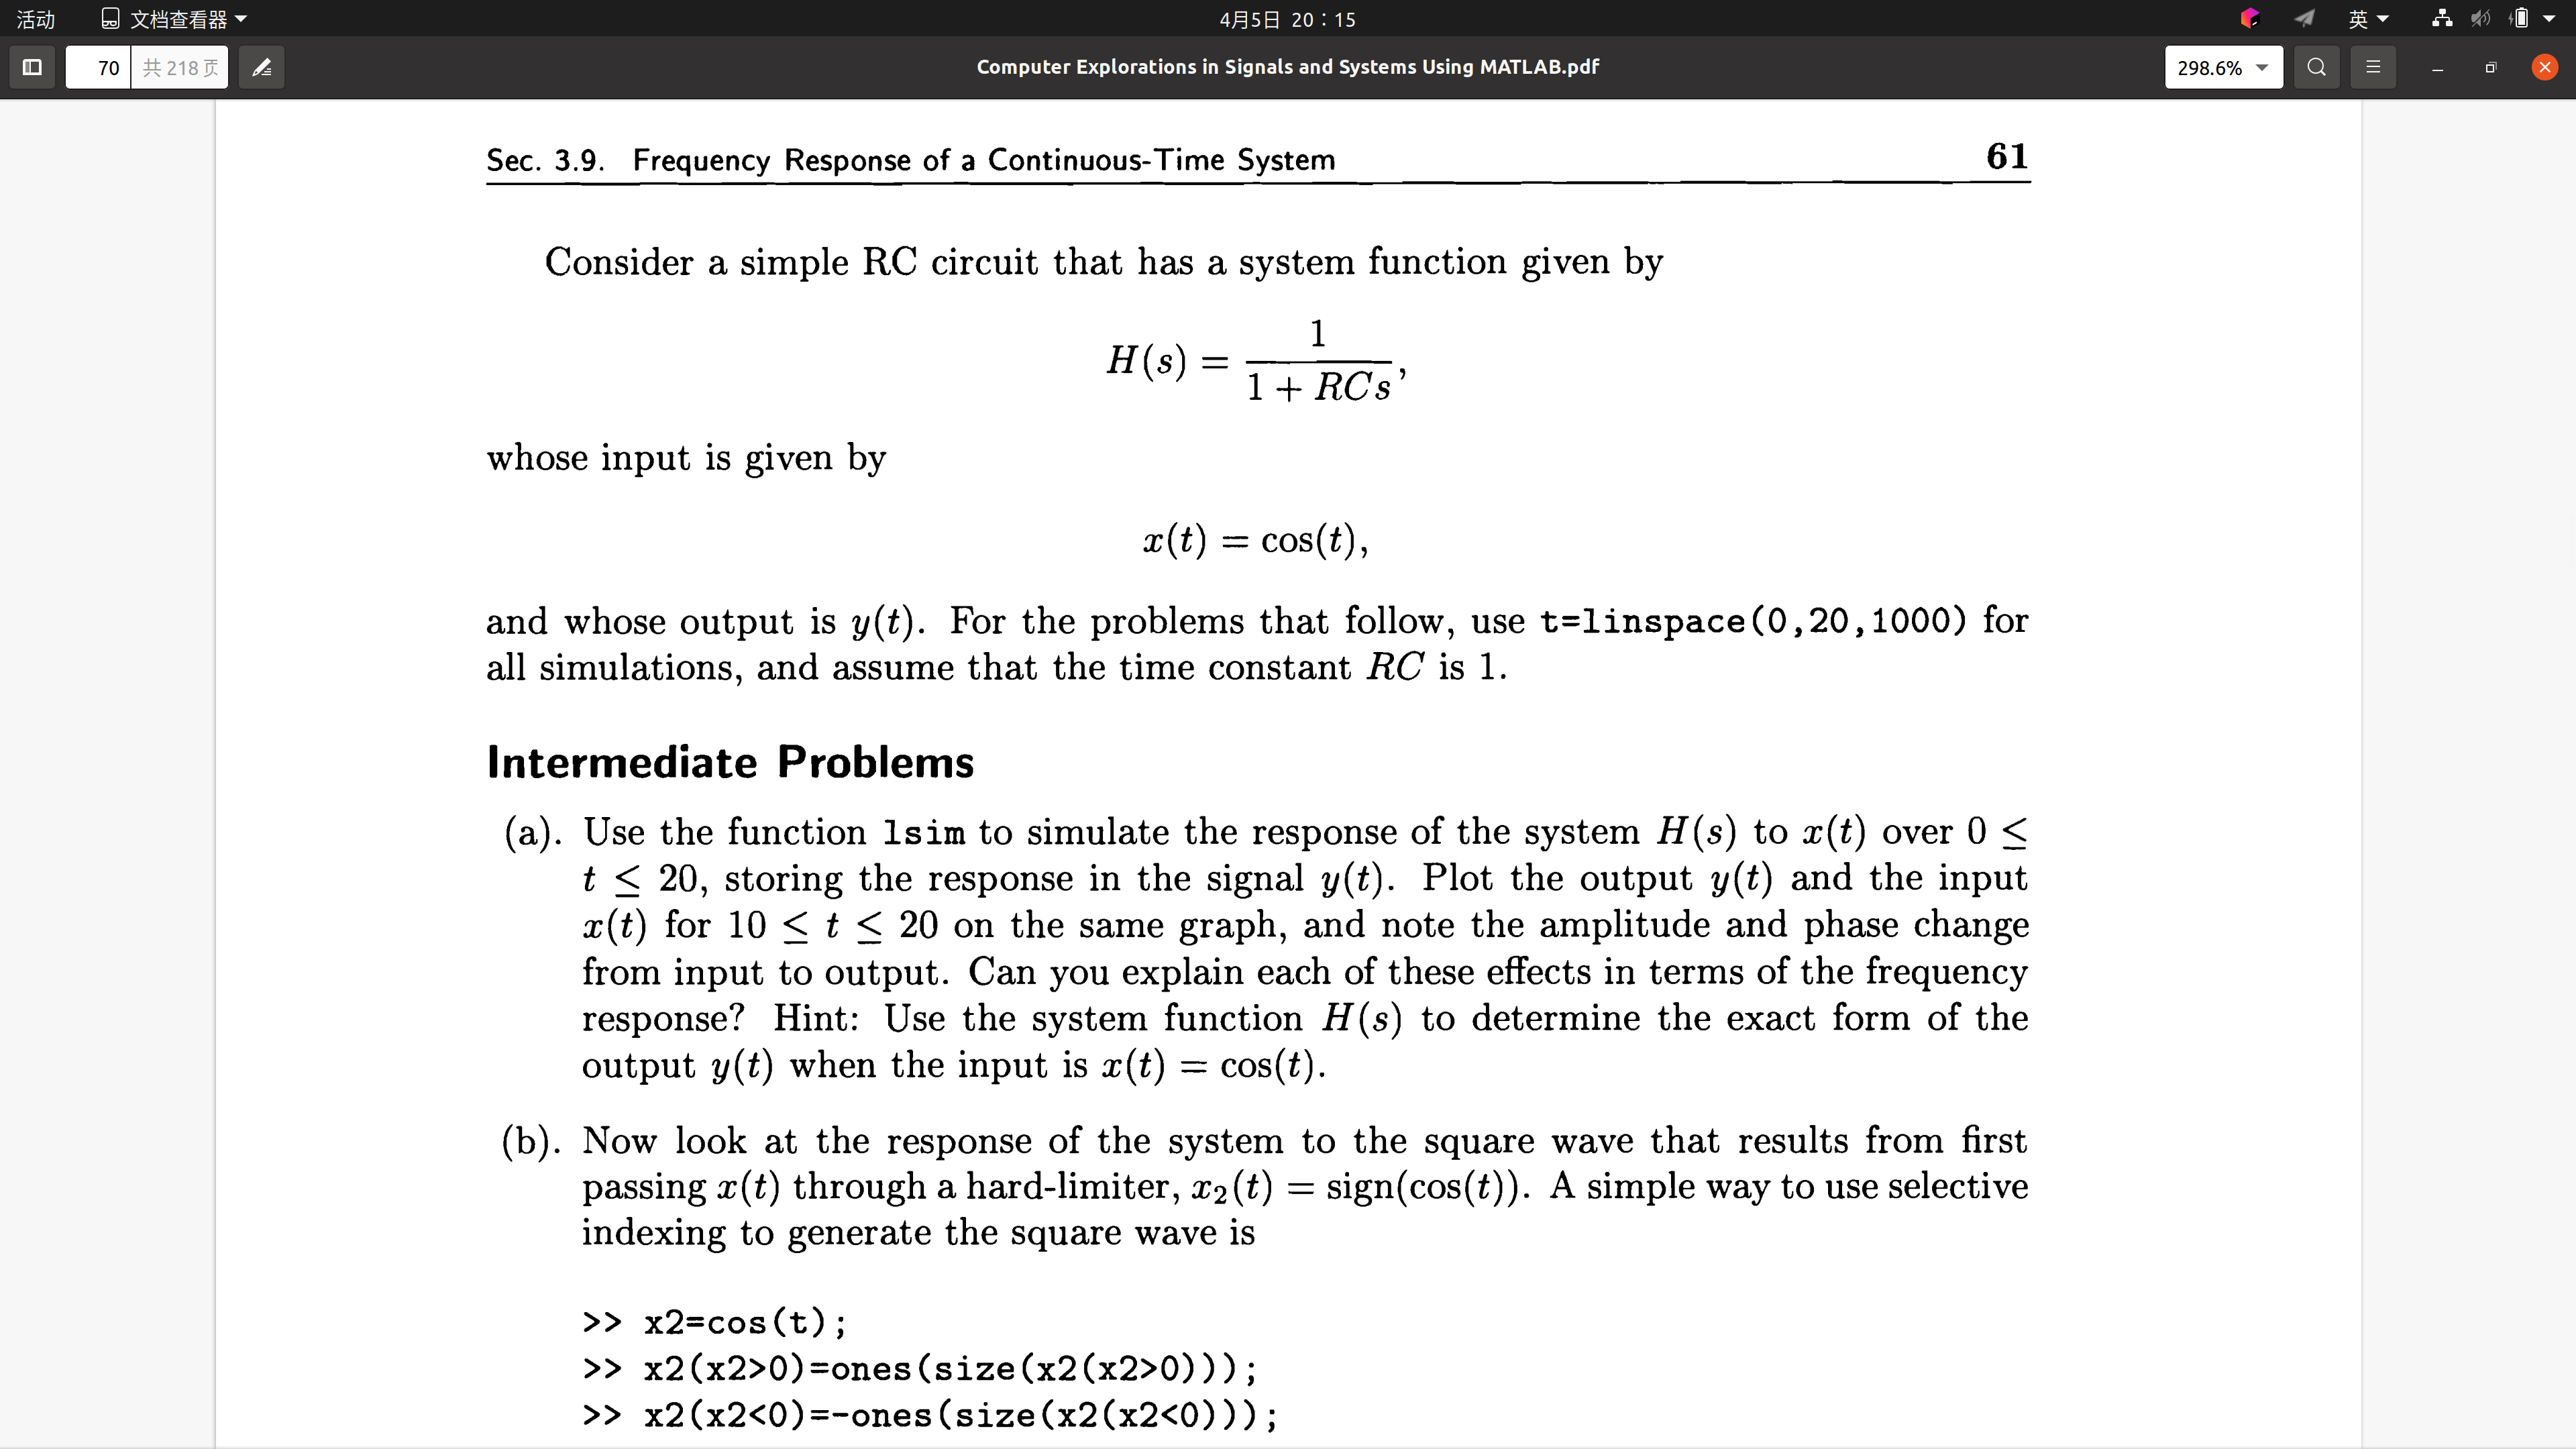 活动 文档查看器 4月5日 20：15 英
70 共 218 页 Computer Explorations in Signals and Systems Using MATLAB.pdf 298.6%
Sec. 3.9. Frequency Response of a Continuous-Time System 61
Consider a simple RC circuit that has a system function given by
H(s) = 1 / (1 + RCs),
whose input is given by
x(t) = cos(t),
and whose output is y(t). For the problems that follow, use t=linspace(0,20,1000) for
all simulations, and assume that the time constant RC is 1.
Intermediate Problems
(a). Use the function lsim to simulate the response of the system H(s) to x(t) over 0 ≤
t ≤ 20, storing the response in the signal y(t). Plot the output y(t) and the input
x(t) for 10 ≤ t ≤ 20 on the same graph, and note the amplitude and phase change
from input to output. Can you explain each of these effects in terms of the frequency
response? Hint: Use the system function H(s) to determine the exact form of the
output y(t) when the input is x(t) = cos(t).
(b). Now look at the response of the system to the square wave that results from first
passing x(t) through a hard-limiter, x₂(t) = sign(cos(t)). A simple way to use selective
indexing to generate the square wave is
>> x2=cos(t);
>> x2(x2>0)=ones(size(x2(x2>0)));
>> x2(x2<0)=-ones(size(x2(x2<0)));